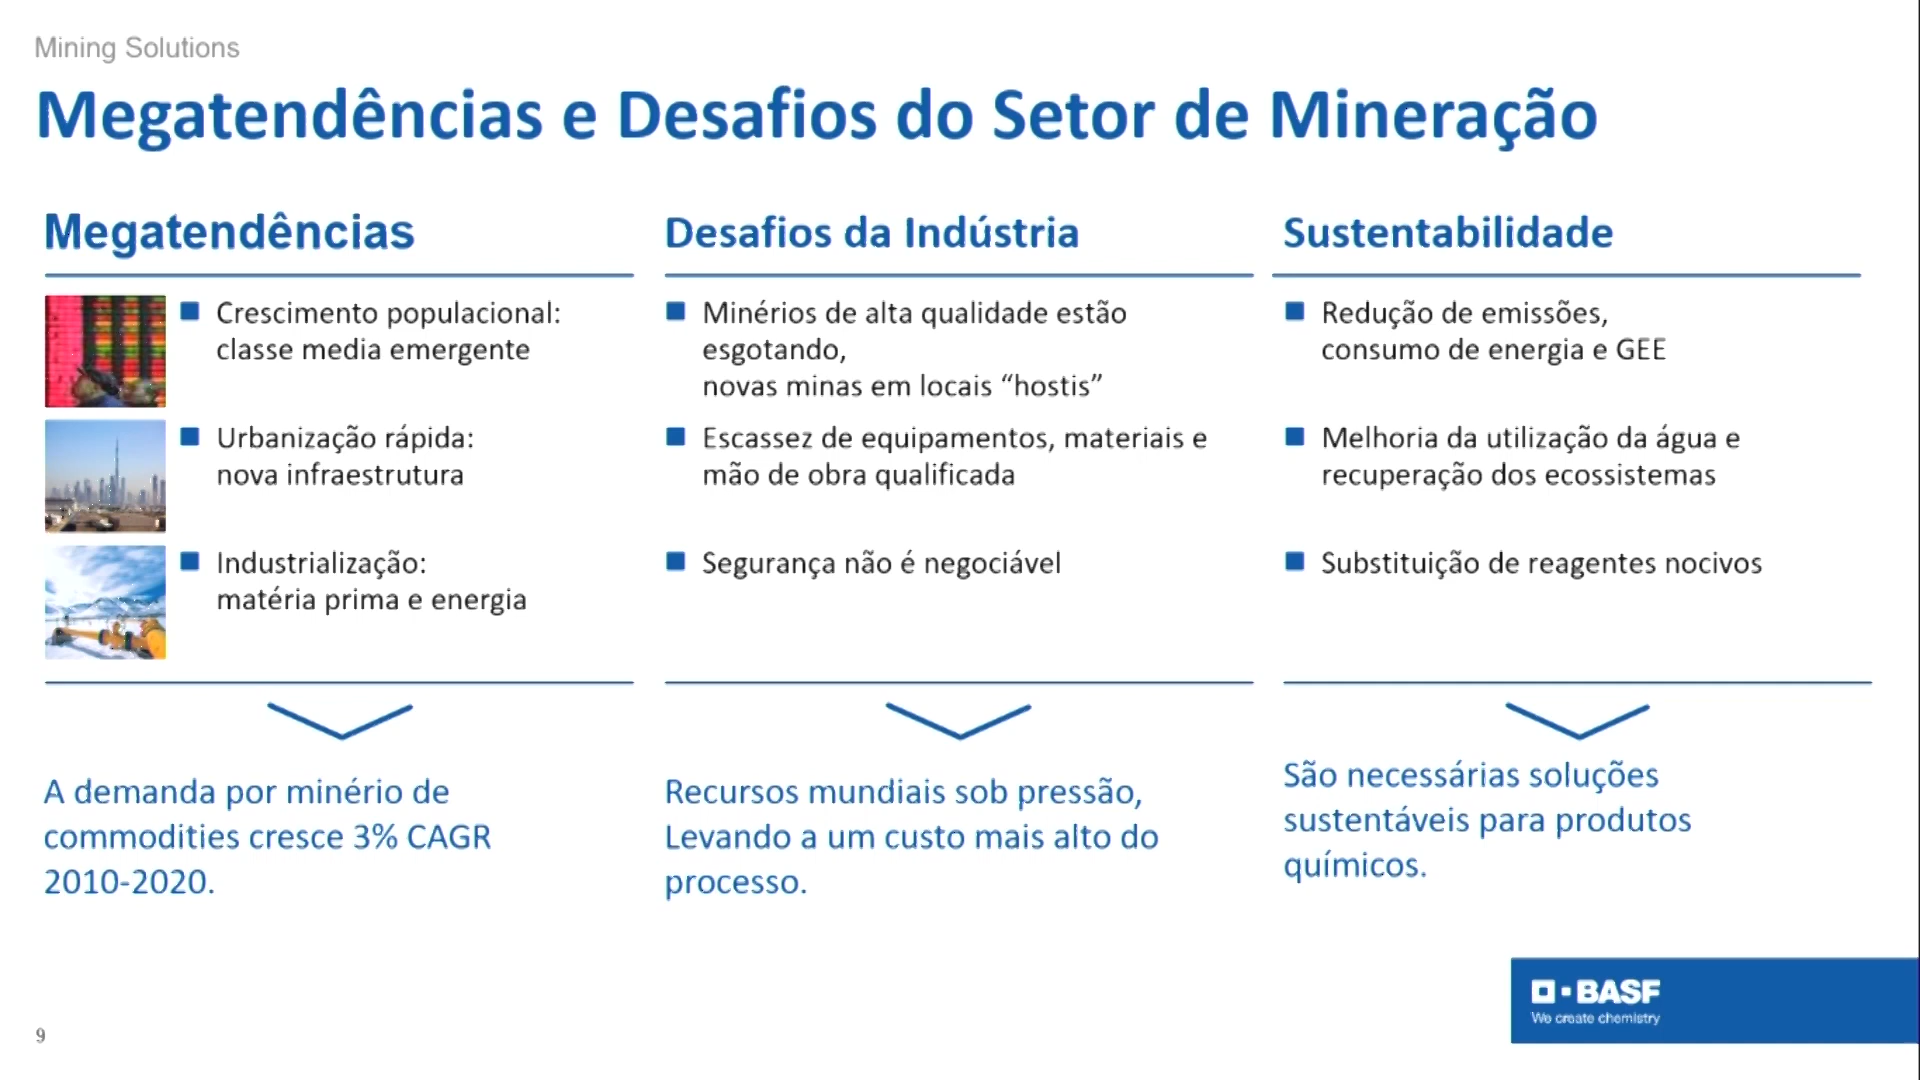 Mining Solutions
Megatendências e Desafios do Setor de Mineração
Megatendências
Crescimento populacional:
classe media emergente
Urbanização rápida:
nova infraestrutura
Industrialização:
matéria prima e energia
A demanda por minério de
commodities cresce 3% CAGR
2010-2020.
Desafios da Indústria
Minérios de alta qualidade estão
esgotando,
novas minas em locais “hostis”
Escassez de equipamentos, materiais e
mão de obra qualificada
Segurança não é negociável
Recursos mundiais sob pressão,
Levando a um custo mais alto do
processo.
Sustentabilidade
Redução de emissões,
consumo de energia e GEE
Melhoria da utilização da água e
recuperação dos ecossistemas
Substituição de reagentes nocivos
São necessárias soluções
sustentáveis para produtos
químicos.
BASF
We create chemistry
9